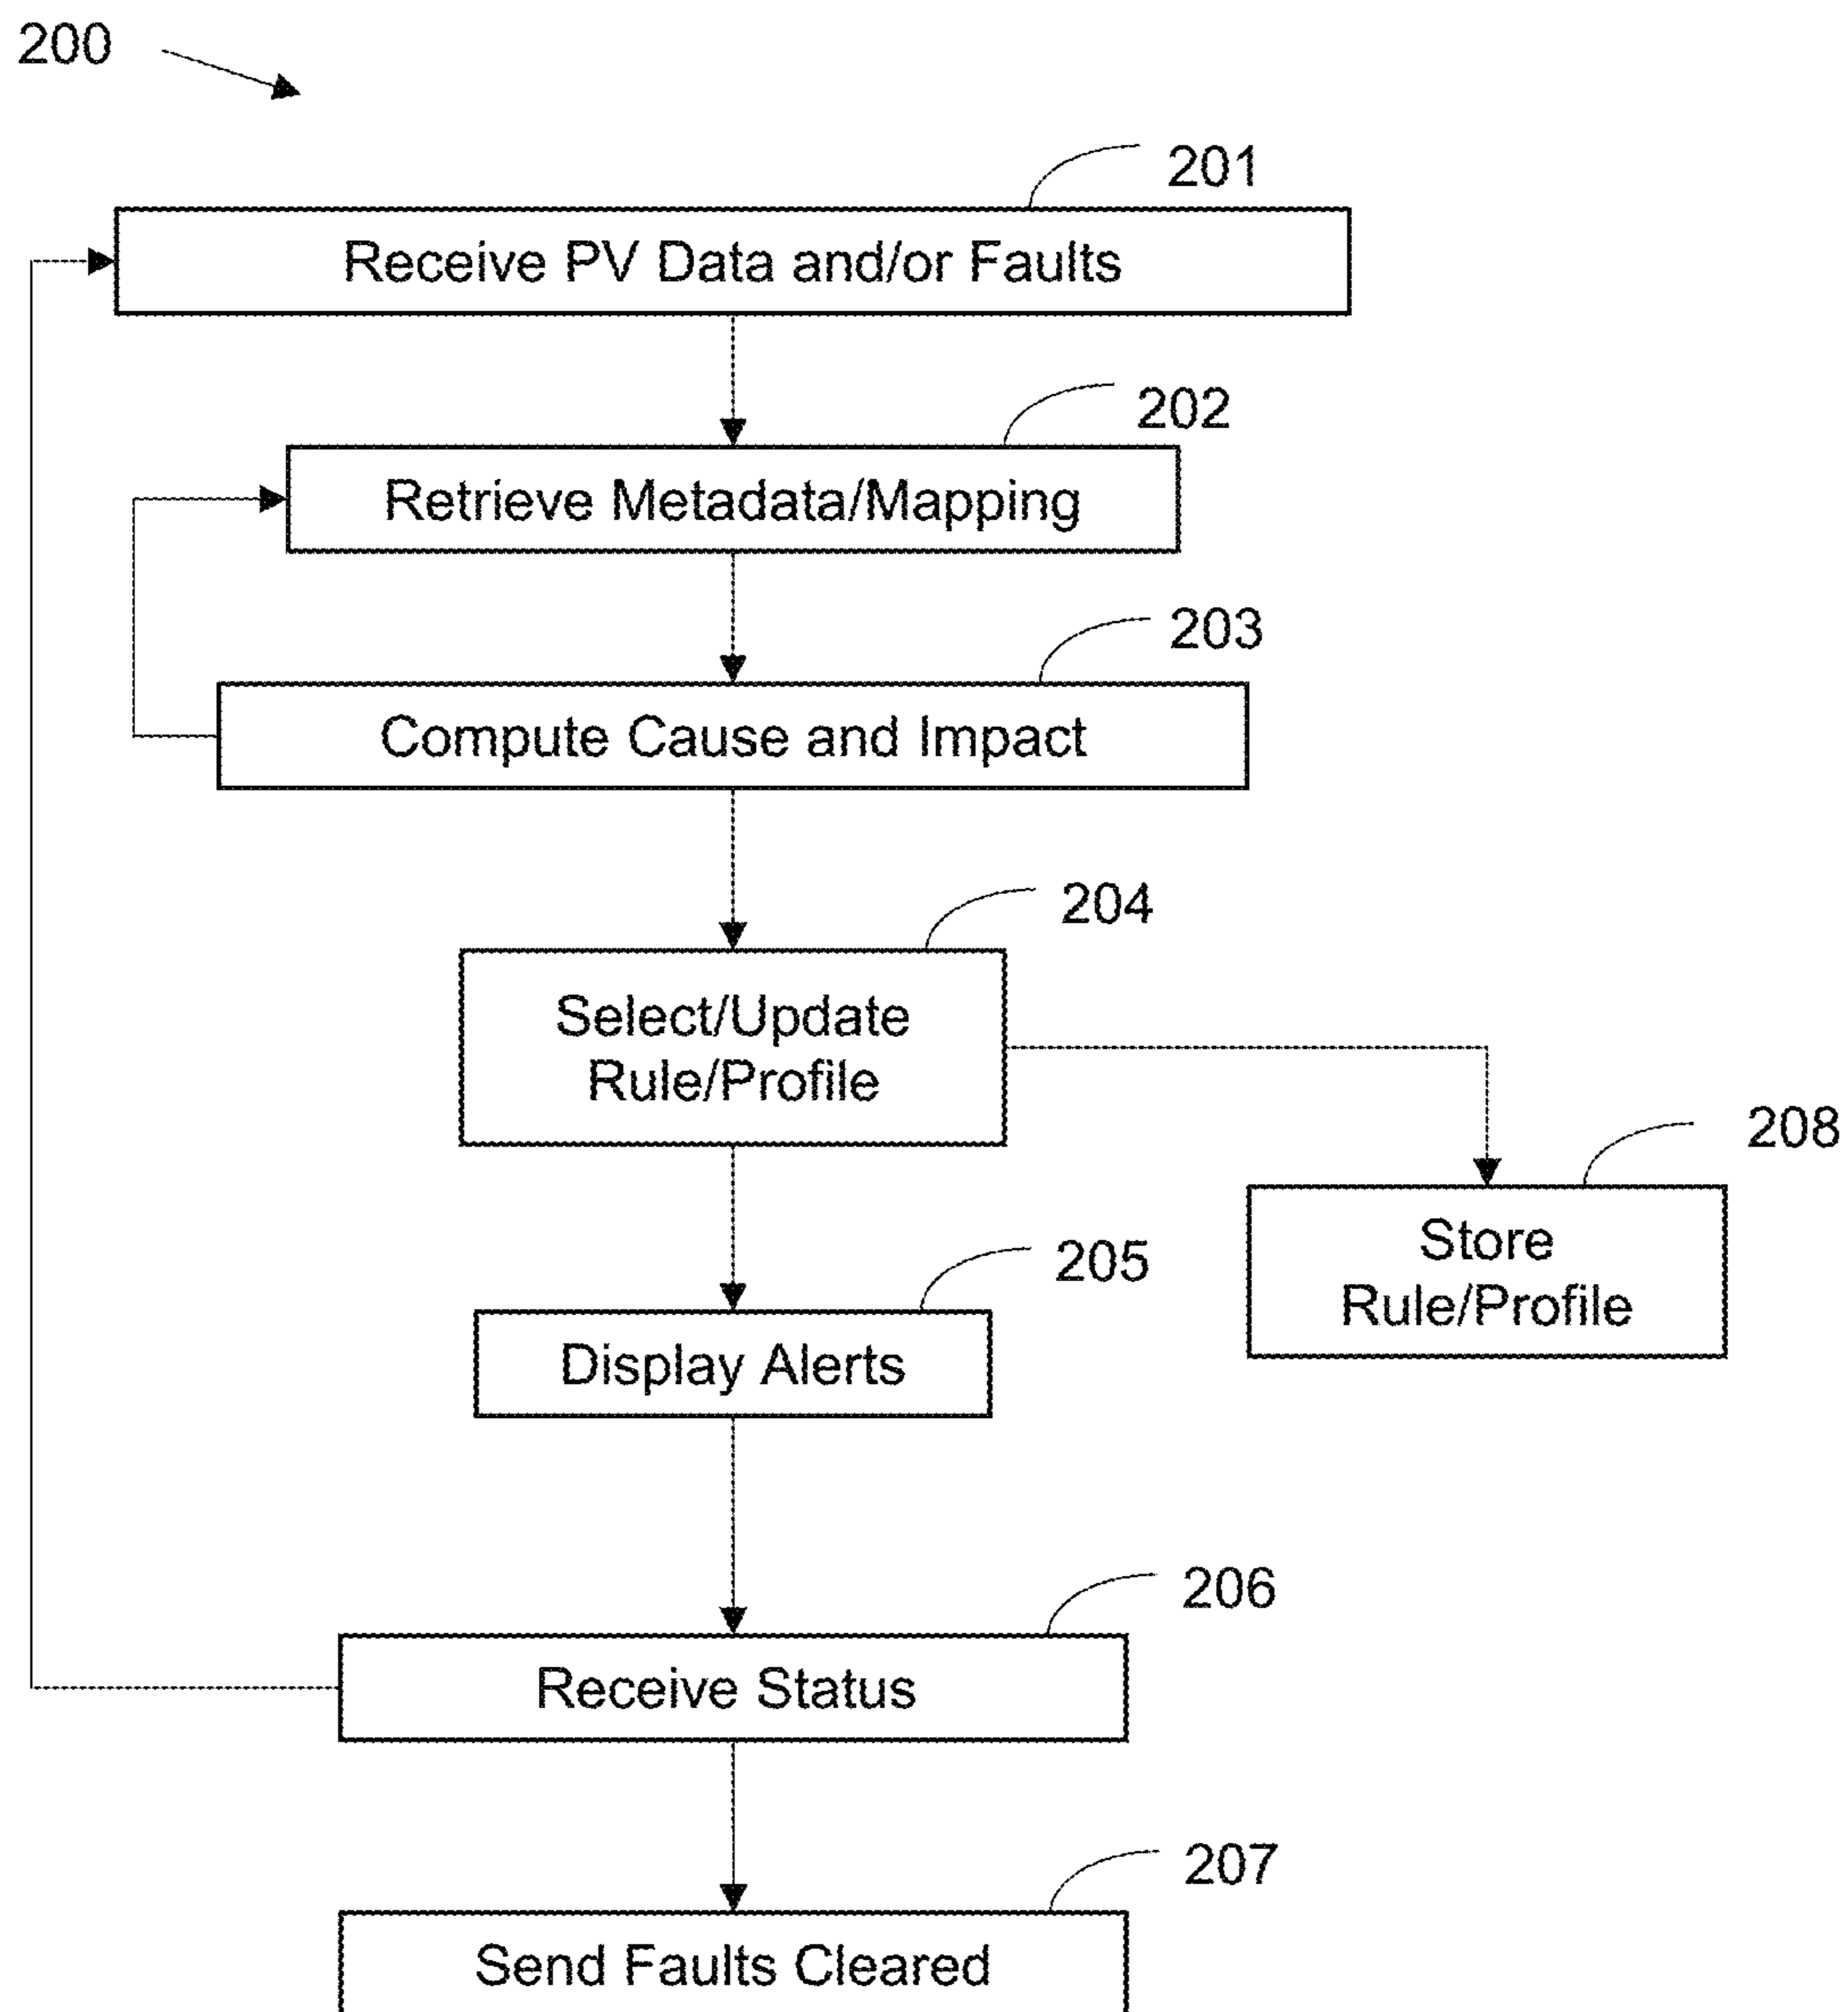 200
201
Receive PV Data and/or Faults
202
Retrieve Metadata/Mapping
203
Compute Cause and Impact
204
Select/Update
Rule/Profile
208
Store
Rule/Profile
205
Display Alerts
206
Receive Status
207
Send Faults Cleared